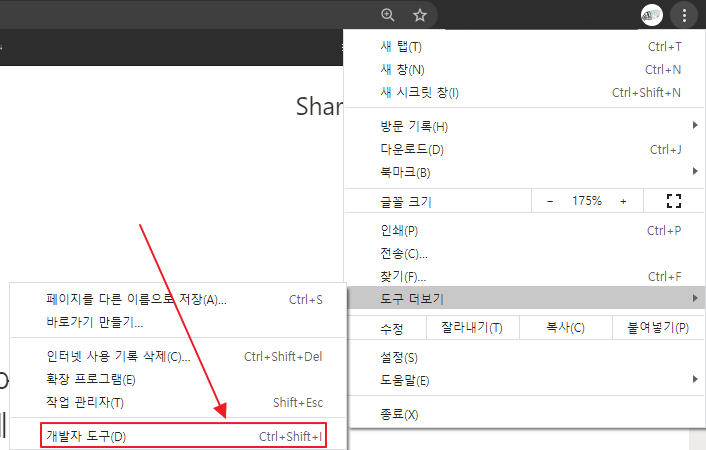 Shar
새 탭(T) Ctrl+T
새 창(N) Ctrl+N
새 시크릿 창(I) Ctrl+Shift+N
방문 기록(H)
다운로드(D) Ctrl+J
북마크(B)
글꼴 크기 − 175% +
인쇄(P) Ctrl+P
전송(C)...
찾기(F)... Ctrl+F
도구 더보기
수정 잘라내기(T) 복사(C) 붙여넣기(P)
설정(S)
도움말(E)
종료(X)
페이지를 다른 이름으로 저장(A)... Ctrl+S
바로가기 만들기...
인터넷 사용 기록 삭제(C)... Ctrl+Shift+Del
확장 프로그램(E)
작업 관리자(T) Shift+Esc
개발자 도구(D) Ctrl+Shift+I